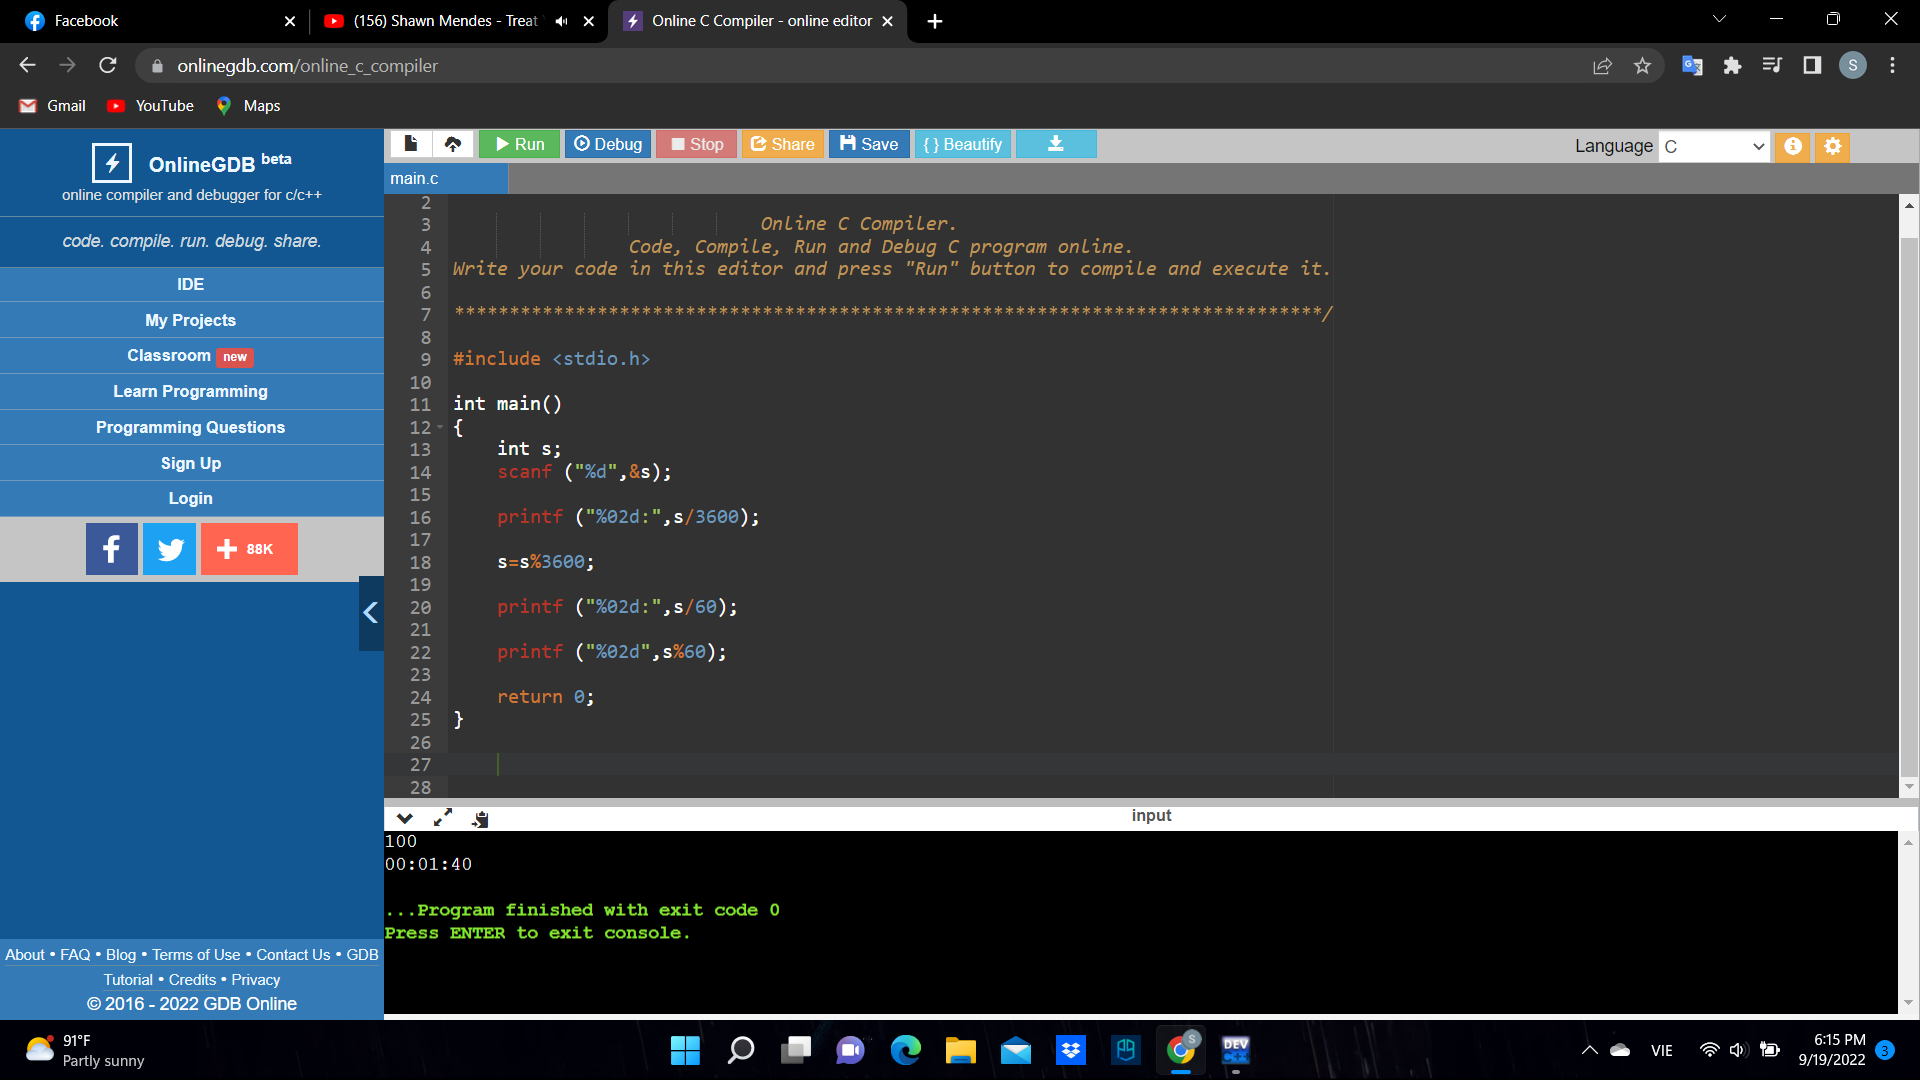 Facebook
(156) Shawn Mendes - Treat
Online C Compiler - online editor
onlinegdb.com/online_c_compiler
S
Gmail
YouTube
Maps
OnlineGDB beta
online compiler and debugger for c/c++
code. compile. run. debug. share.
IDE
My Projects
Classroom new
Learn Programming
Programming Questions
Sign Up
Login
88K
About • FAQ • Blog • Terms of Use • Contact Us • GDB
Tutorial • Credits • Privacy
© 2016 - 2022 GDB Online
Run
Debug
Stop
Share
Save
{ } Beautify
Language C
main.c
2
3 Online C Compiler.
4 Code, Compile, Run and Debug C program online.
5 Write your code in this editor and press "Run" button to compile and execute it.
6
7 *******************************************************************************/
8
9 #include <stdio.h>
10
11 int main()
12 {
13 int s;
14 scanf ("%d",&s);
15
16 printf ("%02d:",s/3600);
17
18 s=s%3600;
19
20 printf ("%02d:",s/60);
21
22 printf ("%02d",s%60);
23
24 return 0;
25 }
26
27
28
input
100
00:01:40
...Program finished with exit code 0
Press ENTER to exit console.
91°F
Partly sunny
S
DEV
C++
VIE
6:15 PM
9/19/2022
3